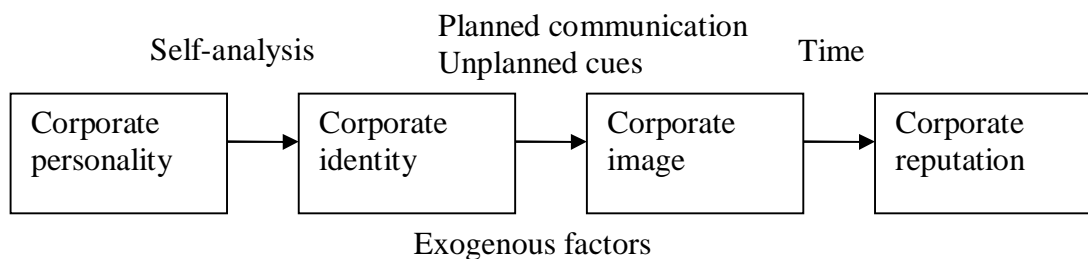 Planned communication
Self-analysis
Unplanned cues
Time
Corporate
personality
Corporate
identity
Corporate
image
Corporate
reputation
Exogenous factors